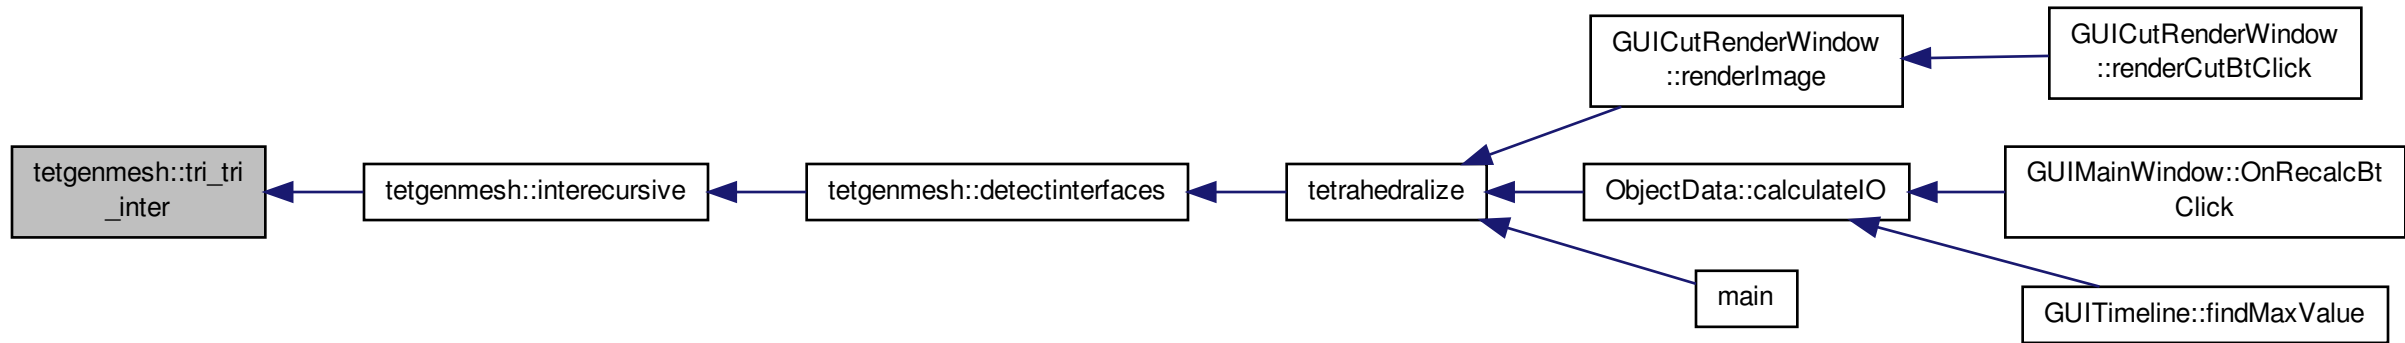 tetgenmesh::tri_tri
_inter
tetgenmesh::interecursive
tetgenmesh::detectinterfaces
tetrahedralize
GUICutRenderWindow
::renderImage
GUICutRenderWindow
::renderCutBtClick
ObjectData::calculateIO
GUIMainWindow::OnRecalcBt
Click
GUITimeline::findMaxValue
main